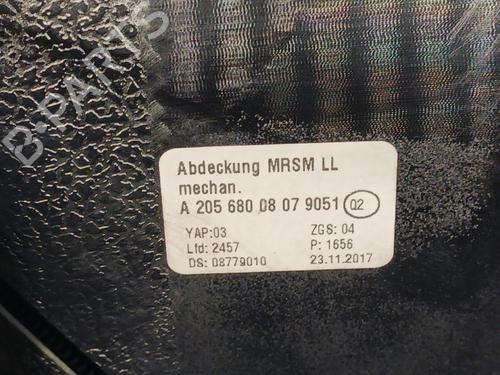 B-PARTS
Abdeckung MRSM LL
mechan.
A 205 680 08 07 9051 Q2
YAP:03 ZGS: 04
Lfd: 2457 P: 1656
DS: 08779010 23.11.2017